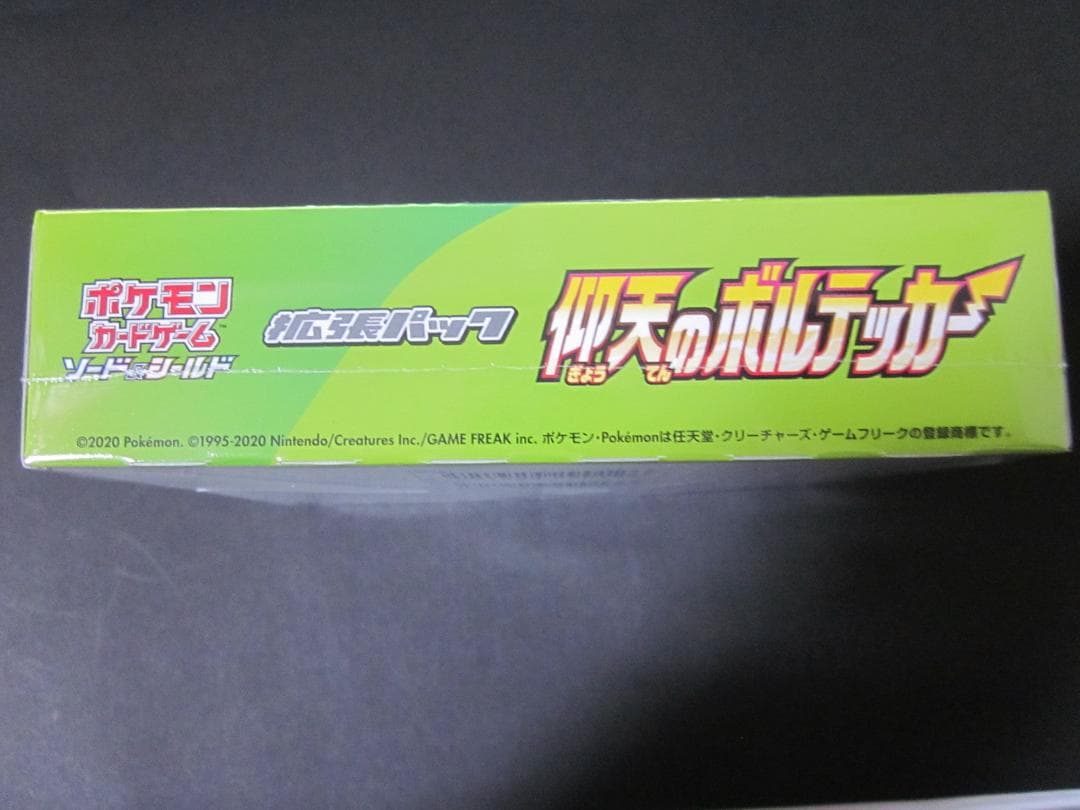 ポケモン
カードゲーム™
ソード&シールド
拡張パック
仰天のボルテッカー
ぎょう てん
©2020 Pokémon. ©1995-2020 Nintendo/Creatures Inc./GAME FREAK inc. ポケモン・Pokémonは任天堂・クリーチャーズ・ゲームフリークの登録商標です。